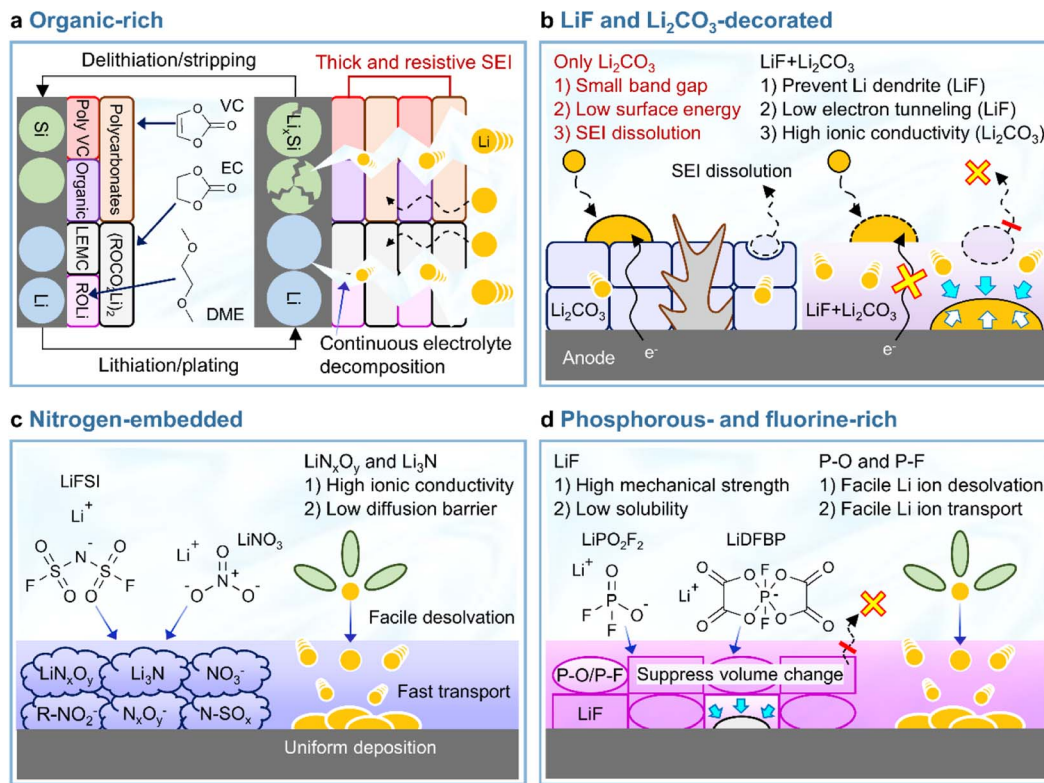 a Organic-rich
Delithiation/stripping
Thick and resistive SEI
Si
Poly VC
Polycarbonates
VC
O
O
O
LixSi
Li
Organic
EC
O
O
O
LEMC
(ROCO2Li)2
O
O
Li
ROLi
DME
Li
Continuous electrolyte
decomposition
Lithiation/plating
b LiF and Li2CO3-decorated
Only Li2CO3
1) Small band gap
2) Low surface energy
3) SEI dissolution
LiF+Li2CO3
1) Prevent Li dendrite (LiF)
2) Low electron tunneling (LiF)
3) High ionic conductivity (Li2CO3)
SEI dissolution
Li2CO3
LiF+Li2CO3
Anode
e-
e-
c Nitrogen-embedded
LiNxOy and Li3N
1) High ionic conductivity
2) Low diffusion barrier
LiFSI
Li+
O
N-
O
F
S
S
F
O
O
LiNO3
Li+
O
N+
-O
O-
Facile desolvation
LiNxOy
Li3N
NO3-
Fast transport
R-NO2-
NxOy-
N-SOx
Uniform deposition
d Phosphorous- and fluorine-rich
LiF
1) High mechanical strength
2) Low solubility
P-O and P-F
1) Facile Li ion desolvation
2) Facile Li ion transport
LiPO2F2
Li+
O
P
O-
F
F
LiDFBP
Li+
O
O
F
O
O
P-
O
O
F
O
O
P-O/P-F
Suppress volume change
LiF